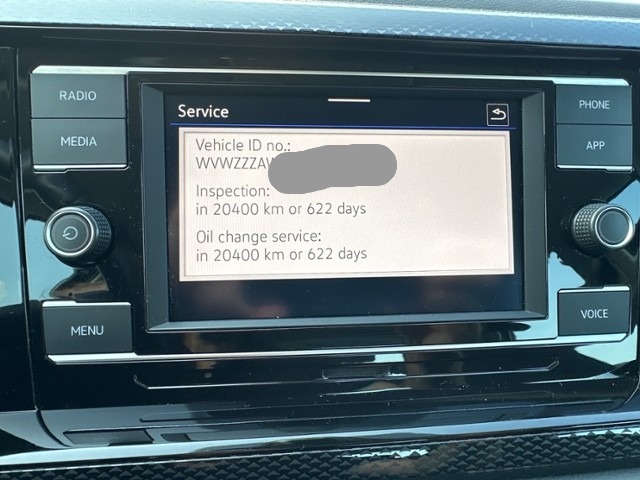 RADIO
MEDIA
MENU
Service
Vehicle ID no.:
WVWZZZAW
Inspection:
in 20400 km or 622 days
Oil change service:
in 20400 km or 622 days
PHONE
APP
VOICE